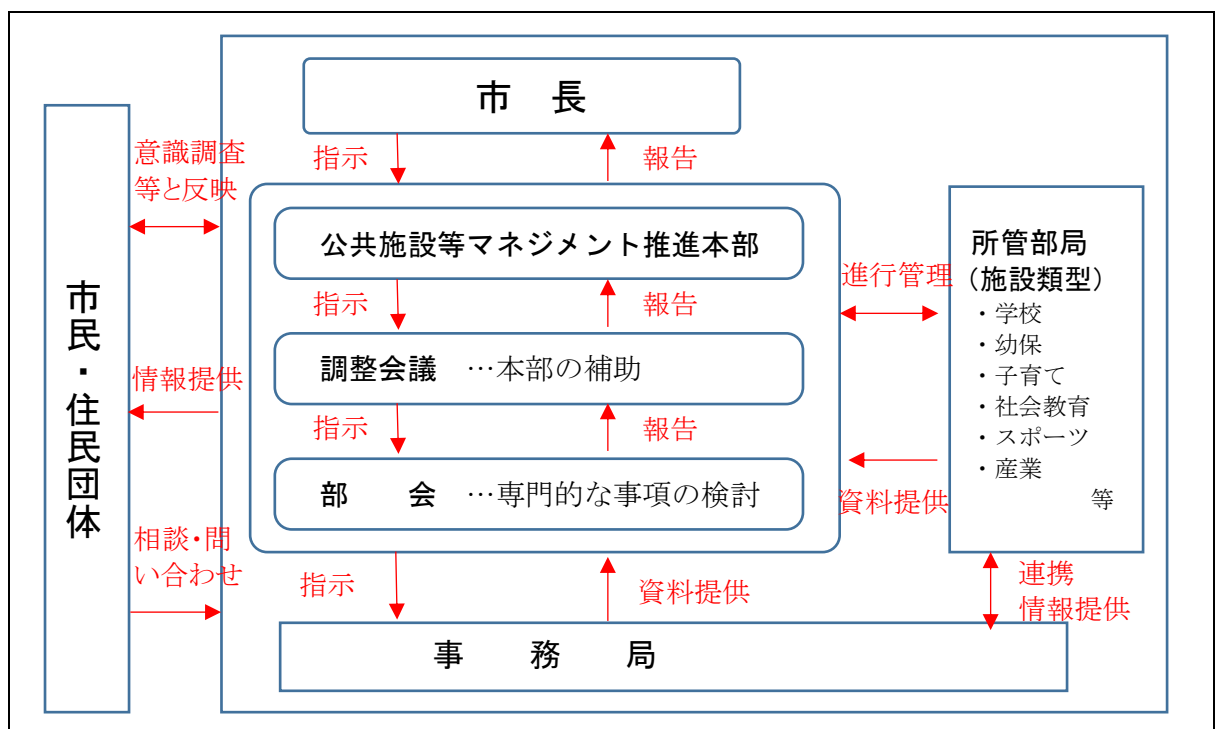 市　長
指示
報告
意識調査
等と反映
公共施設等マネジメント推進本部
指示
報告
調整会議　…本部の補助
指示
報告
部　　会　…専門的な事項の検討
指示
資料提供
事　　務　　局
市民・住民団体
情報提供
相談・問
い合わせ
進行管理
資料提供
所管部局
（施設類型）
・学校
・幼保
・子育て
・社会教育
・スポーツ
・産業
等
連携
情報提供